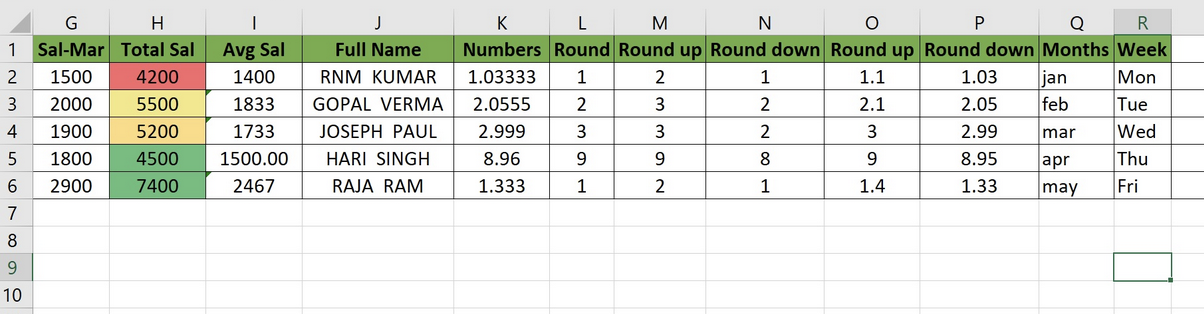 G H I J K L M N O P Q R
1 Sal-Mar Total Sal Avg Sal Full Name Numbers Round Round up Round down Round up Round down Months Week
2 1500 4200 1400 RNM KUMAR 1.03333 1 2 1 1.1 1.03 jan Mon
3 2000 5500 1833 GOPAL VERMA 2.0555 2 3 2 2.1 2.05 feb Tue
4 1900 5200 1733 JOSEPH PAUL 2.999 3 3 2 3 2.99 mar Wed
5 1800 4500 1500.00 HARI SINGH 8.96 9 9 8 9 8.95 apr Thu
6 2900 7400 2467 RAJA RAM 1.333 1 2 1 1.4 1.33 may Fri
7
8
9
10